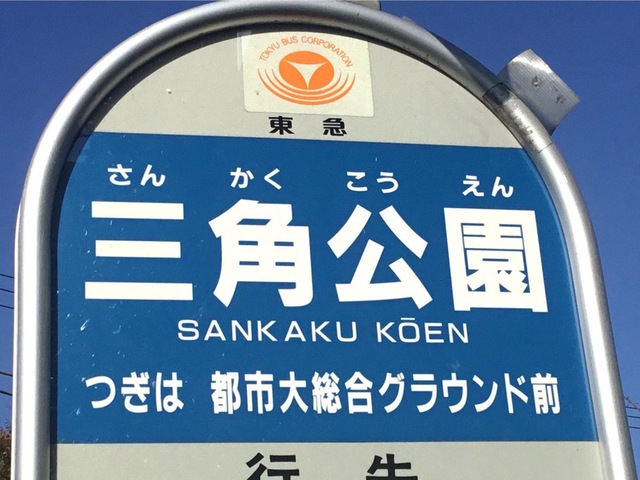 TOKYU BUS CORPORATION
東急
さん かく こう えん
三角公園
SANKAKU KŌEN
つぎは 都市大総合グラウンド前
行先